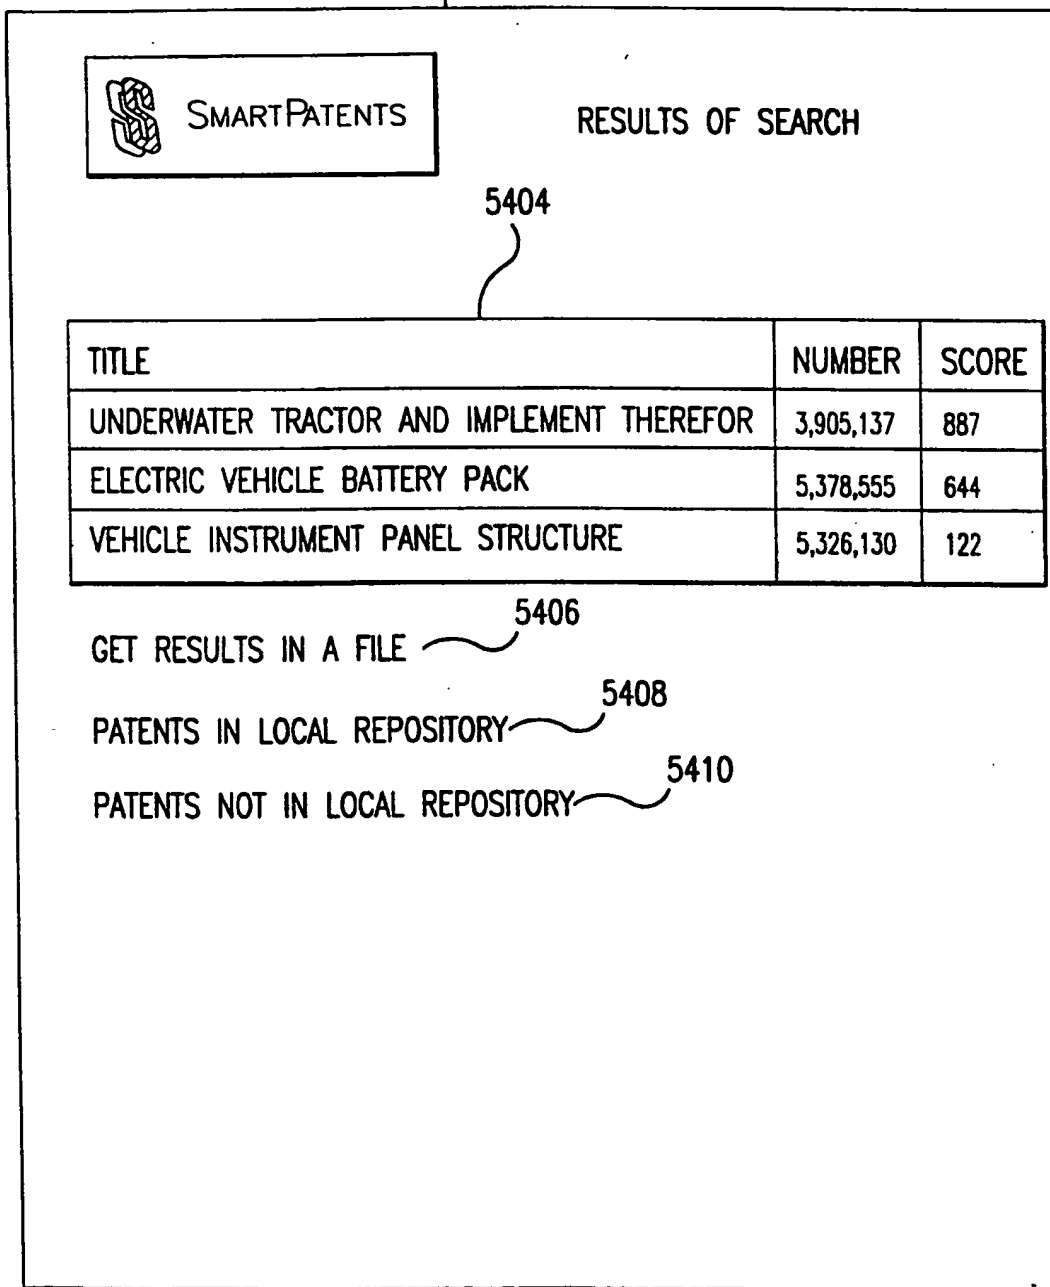 SMARTPATENTS
RESULTS OF SEARCH
5404
TITLE NUMBER SCORE
UNDERWATER TRACTOR AND IMPLEMENT THEREFOR 3,905,137 887
ELECTRIC VEHICLE BATTERY PACK 5,378,555 644
VEHICLE INSTRUMENT PANEL STRUCTURE 5,326,130 122
5406
GET RESULTS IN A FILE
5408
PATENTS IN LOCAL REPOSITORY
5410
PATENTS NOT IN LOCAL REPOSITORY